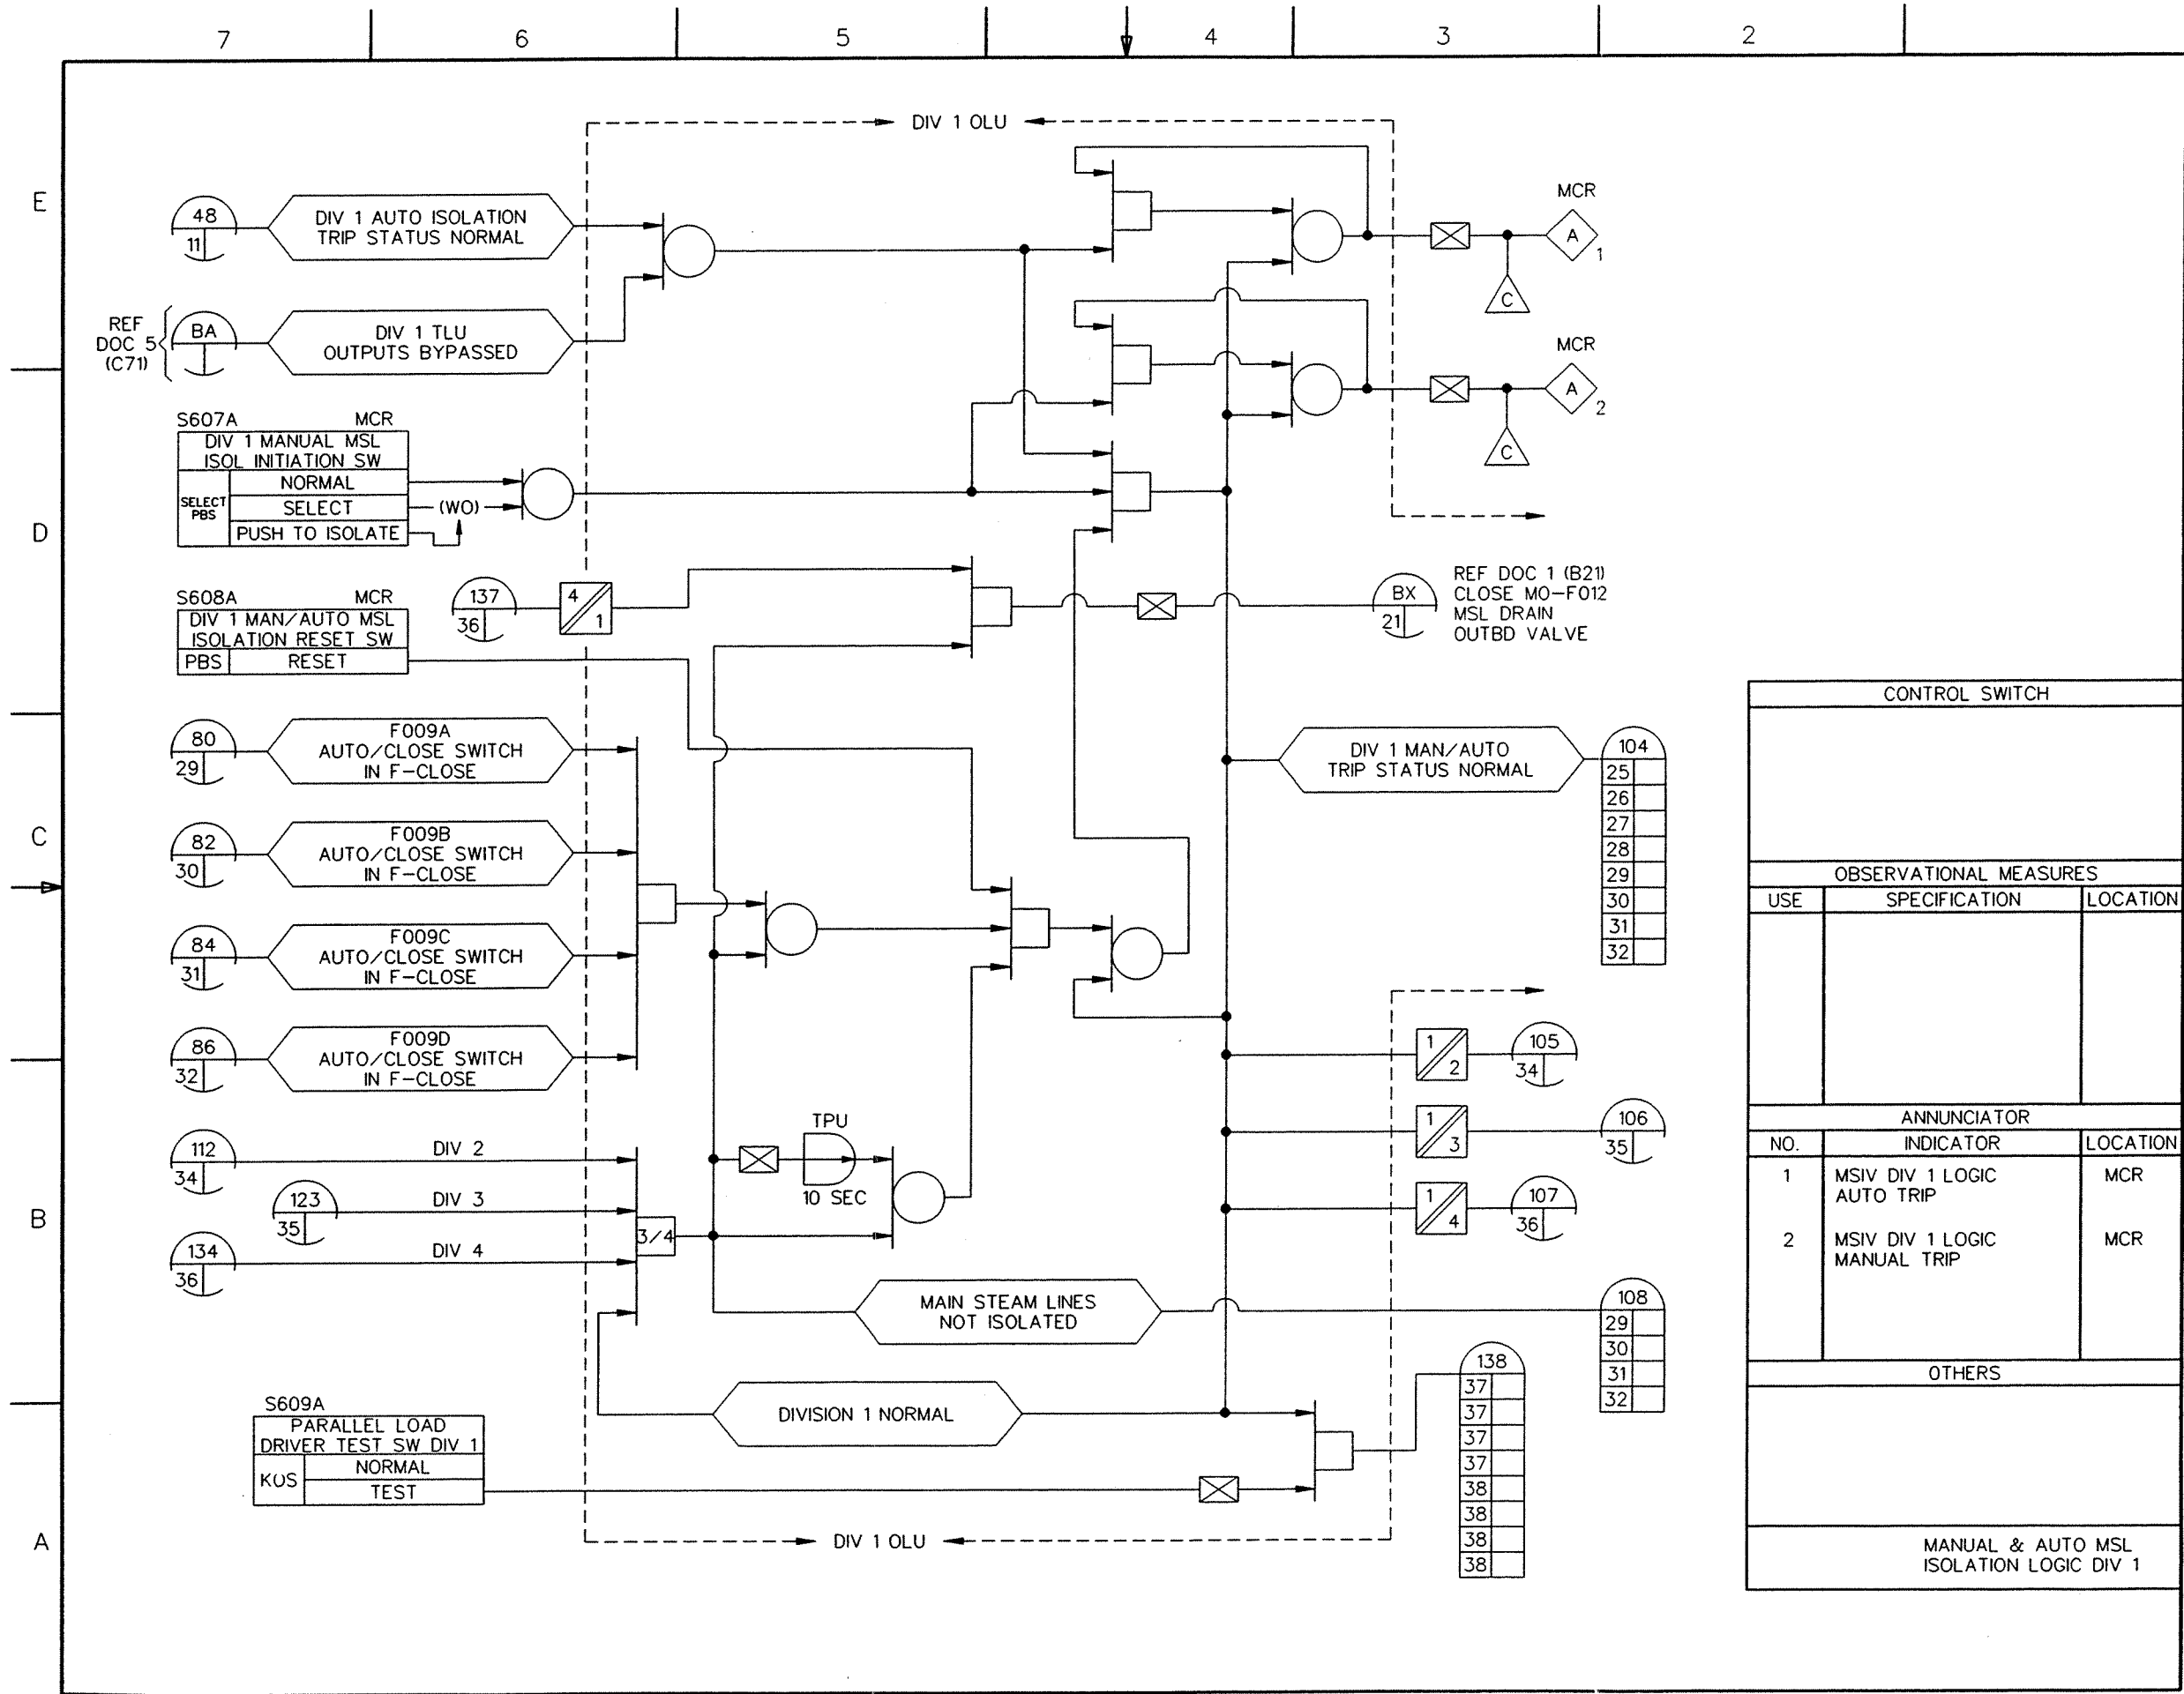 7 6 5 4 3 2
E
D
C
B
A
DIV 1 OLU
48
11
DIV 1 AUTO ISOLATION
TRIP STATUS NORMAL
REF
DOC 5
(C71)
BA
DIV 1 TLU
OUTPUTS BYPASSED
MCR
A
1
C
MCR
A
2
C
S607A MCR
DIV 1 MANUAL MSL
ISOL INITIATION SW
SELECT
PBS
NORMAL
SELECT
PUSH TO ISOLATE
(WO)
S608A MCR
DIV 1 MAN/AUTO MSL
ISOLATION RESET SW
PBS RESET
137
36
4
1
BX
21
REF DOC 1 (B21)
CLOSE MO-F012
MSL DRAIN
OUTBD VALVE
80
29
F009A
AUTO/CLOSE SWITCH
IN F-CLOSE
82
30
F009B
AUTO/CLOSE SWITCH
IN F-CLOSE
84
31
F009C
AUTO/CLOSE SWITCH
IN F-CLOSE
86
32
F009D
AUTO/CLOSE SWITCH
IN F-CLOSE
DIV 1 MAN/AUTO
TRIP STATUS NORMAL
104
25
26
27
28
29
30
31
32
1
2
105
34
1
3
106
35
1
4
107
36
112
34
DIV 2
123
35
DIV 3
134
36
DIV 4
3/4
TPU
10 SEC
MAIN STEAM LINES
NOT ISOLATED
108
29
30
31
32
DIVISION 1 NORMAL
138
37
37
37
37
38
38
38
38
S609A
PARALLEL LOAD
DRIVER TEST SW DIV 1
KOS
NORMAL
TEST
DIV 1 OLU
CONTROL SWITCH
OBSERVATIONAL MEASURES
USE SPECIFICATION LOCATION
ANNUNCIATOR
NO. INDICATOR LOCATION
1 MSIV DIV 1 LOGIC MCR
AUTO TRIP
2 MSIV DIV 1 LOGIC MCR
MANUAL TRIP
OTHERS
MANUAL & AUTO MSL
ISOLATION LOGIC DIV 1